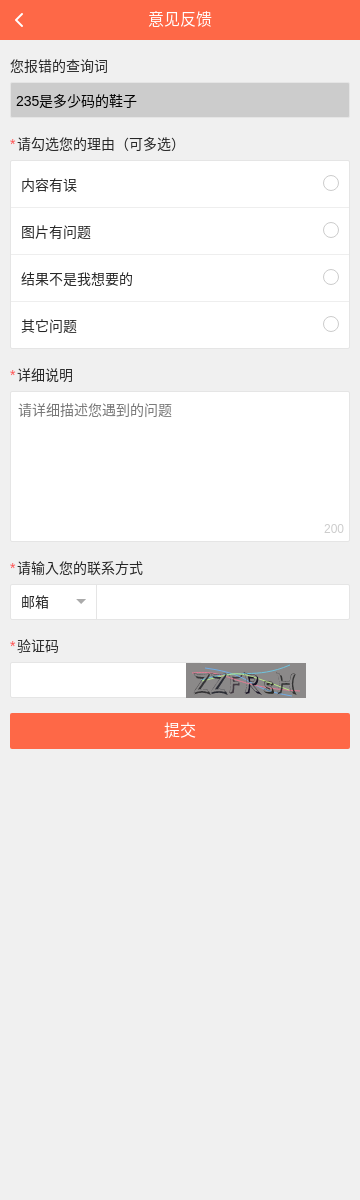 意见反馈
您报错的查询词
235是多少码的鞋子
*请勾选您的理由（可多选）
内容有误
图片有问题
结果不是我想要的
其它问题
*详细说明
请详细描述您遇到的问题
200
*请输入您的联系方式
邮箱
*验证码
ZZFRsH
提交